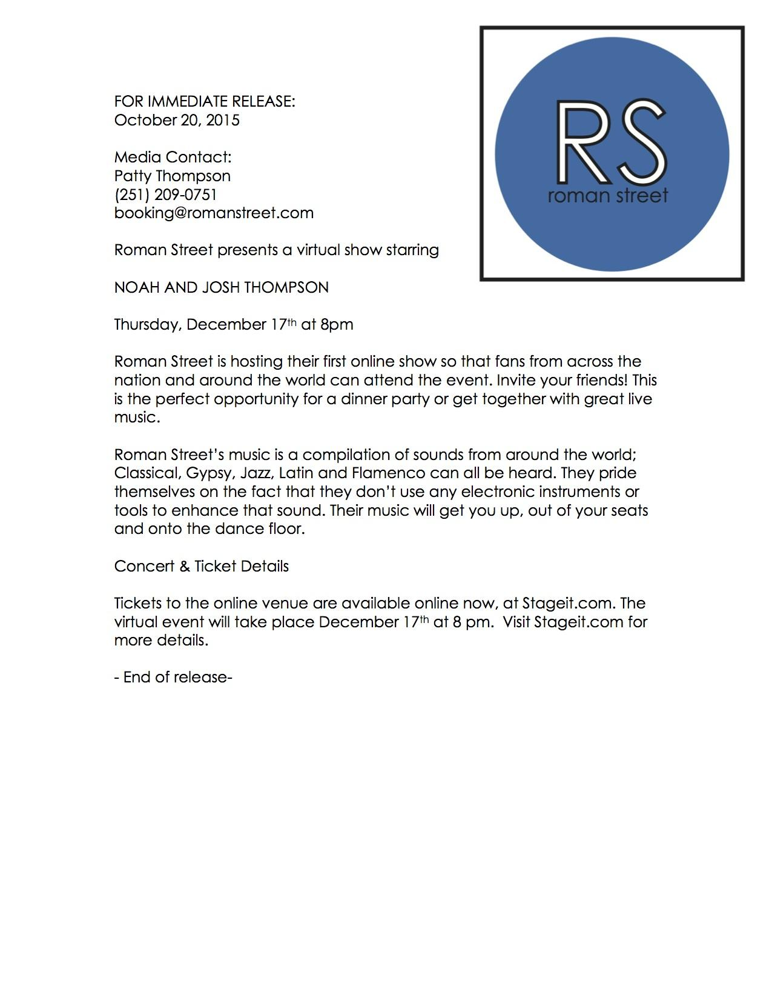 RS
roman street
FOR IMMEDIATE RELEASE:
October 20, 2015
Media Contact:
Patty Thompson
(251) 209-0751
booking@romanstreet.com
Roman Street presents a virtual show starring
NOAH AND JOSH THOMPSON
Thursday, December 17th at 8pm
Roman Street is hosting their first online show so that fans from across the
nation and around the world can attend the event. Invite your friends! This
is the perfect opportunity for a dinner party or get together with great live
music.
Roman Street’s music is a compilation of sounds from around the world;
Classical, Gypsy, Jazz, Latin and Flamenco can all be heard. They pride
themselves on the fact that they don’t use any electronic instruments or
tools to enhance that sound. Their music will get you up, out of your seats
and onto the dance floor.
Concert & Ticket Details
Tickets to the online venue are available online now, at Stageit.com. The
virtual event will take place December 17th at 8 pm.  Visit Stageit.com for
more details.
- End of release-